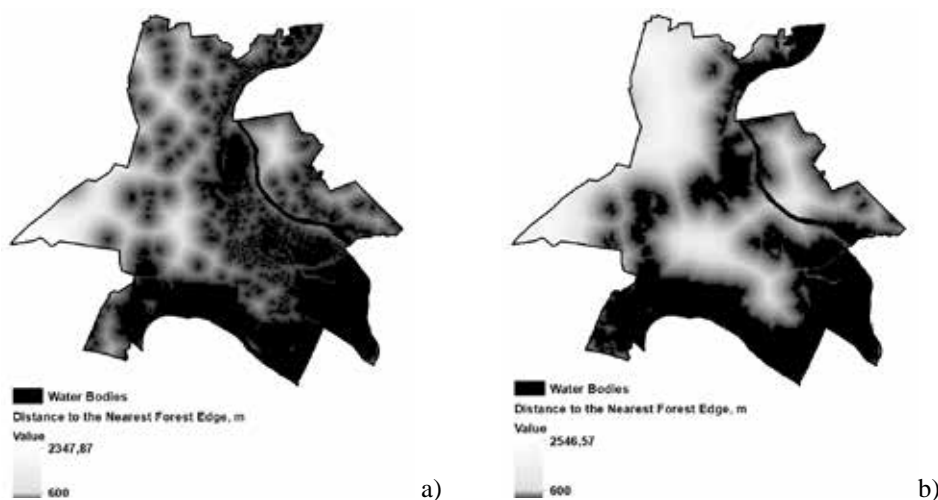 Water Bodies
Distance to the Nearest Forest Edge, m
Value
2347,87
600
a)
Water Bodies
Distance to the Nearest Forest Edge, m
Value
2546,57
600
b)